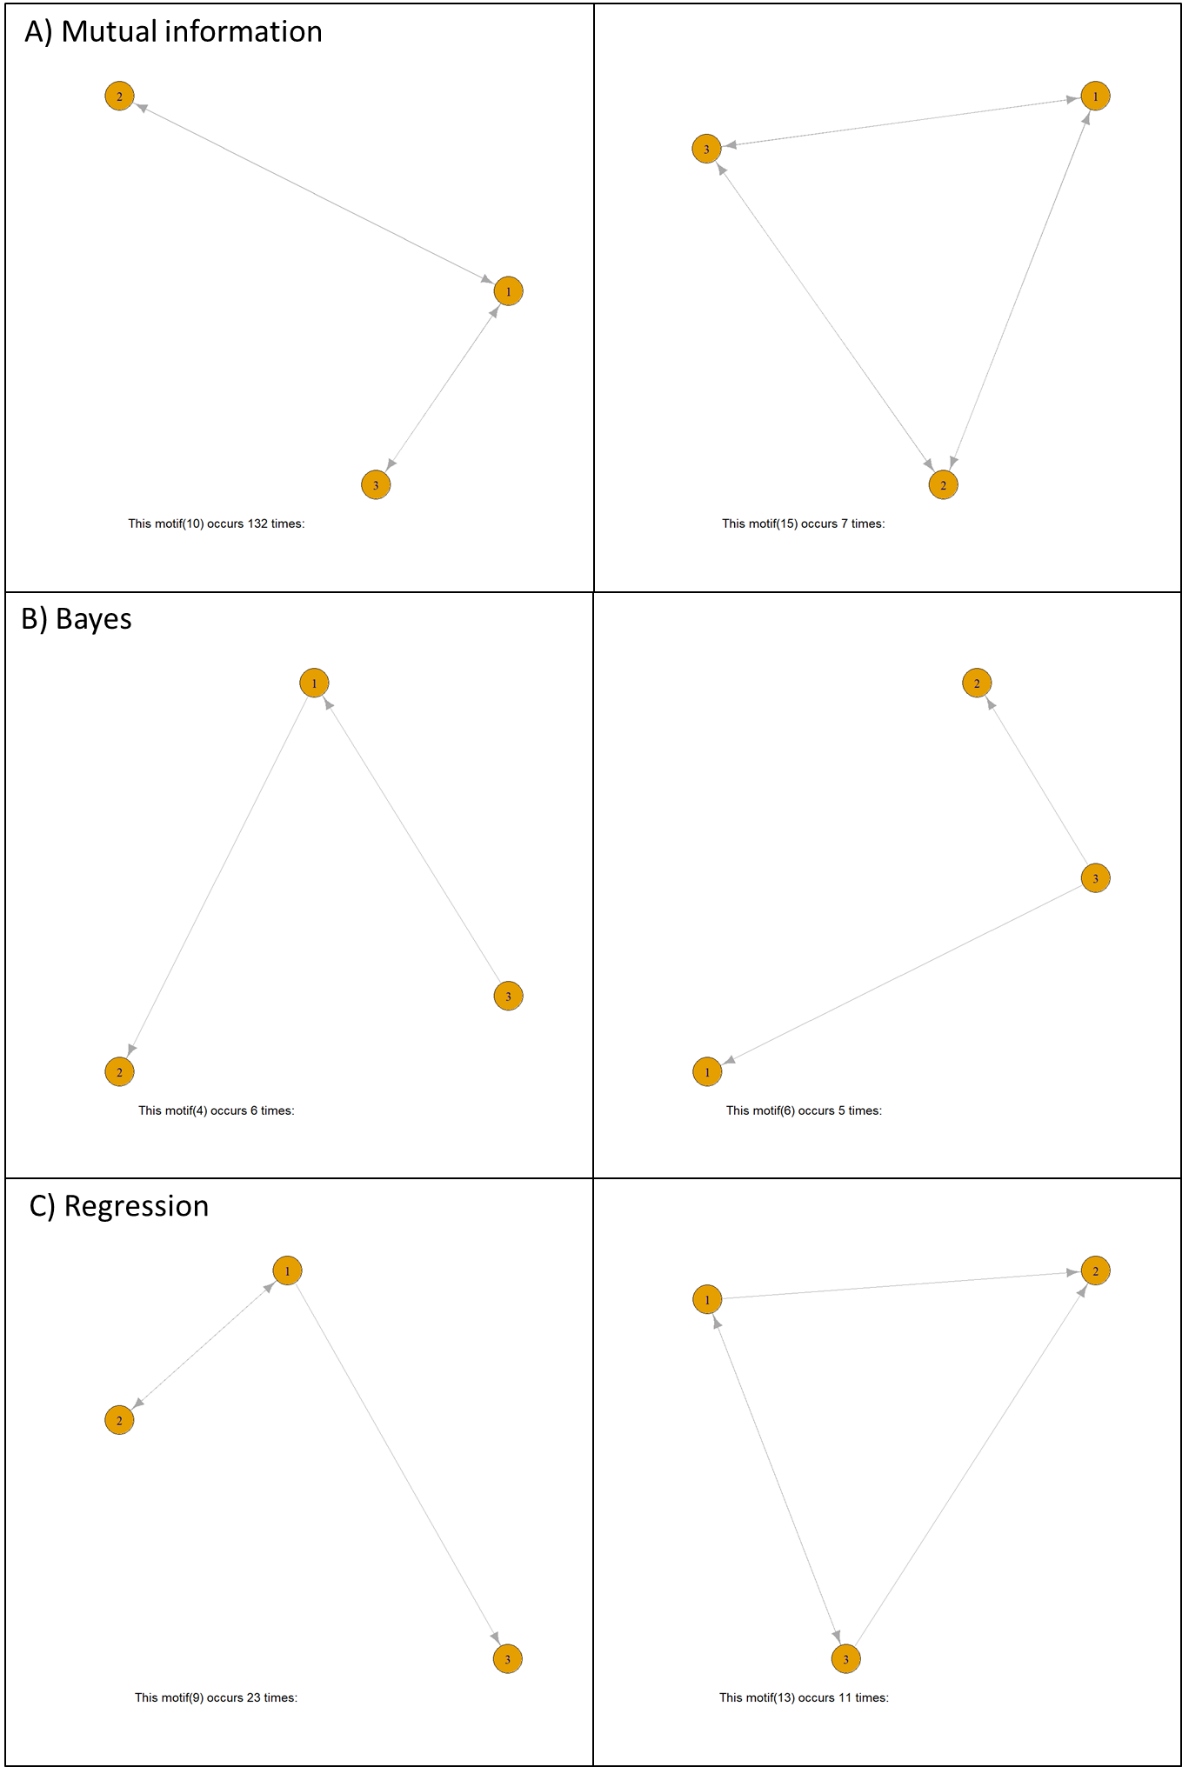 A) Mutual information
2
1
3
This motif(10) occurs 132 times:
1
3
2
This motif(15) occurs 7 times:
B) Bayes
1
3
2
This motif(4) occurs 6 times:
2
3
1
This motif(6) occurs 5 times:
C) Regression
1
2
3
This motif(9) occurs 23 times:
2
1
3
This motif(13) occurs 11 times: